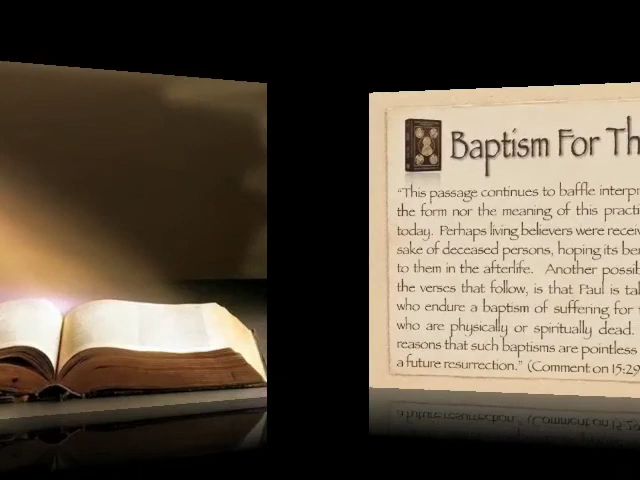 Baptism For Th
"This passage continues to baffle interpr
the form nor the meaning of this practi
today. Perhaps living believers were receiv
sake of deceased persons, hoping its ben
to them in the afterlife. Another possib
the verses that follow, is that Paul is tal
who endure a baptism of suffering for
who are physically or spiritually dead.
reasons that such baptisms are pointless
a future resurrection." (Comment on 15:29